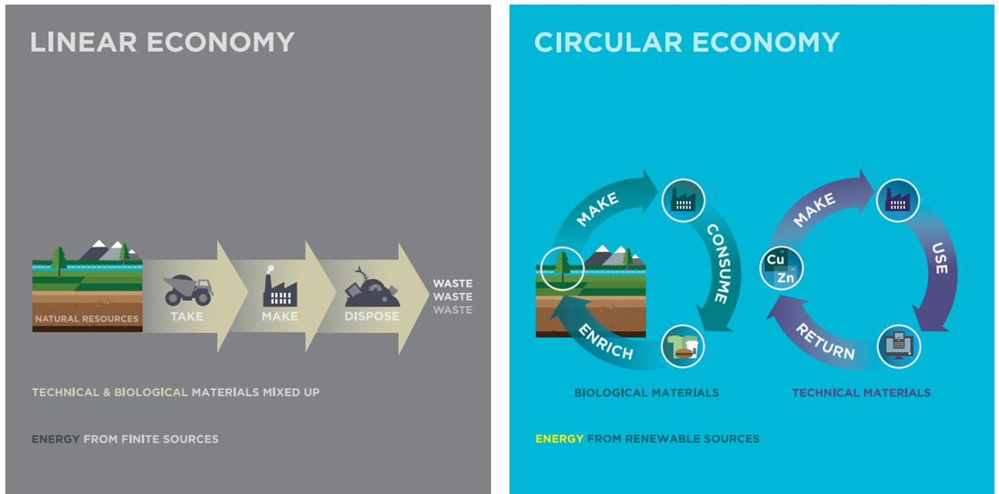 LINEAR ECONOMY
NATURAL RESOURCES
TAKE
MAKE
DISPOSE
WASTE
WASTE
WASTE
TECHNICAL & BIOLOGICAL MATERIALS MIXED UP
ENERGY FROM FINITE SOURCES
CIRCULAR ECONOMY
MAKE
CONSUME
ENRICH
BIOLOGICAL MATERIALS
MAKE
USE
RETURN
Cu
Zn
TECHNICAL MATERIALS
ENERGY FROM RENEWABLE SOURCES